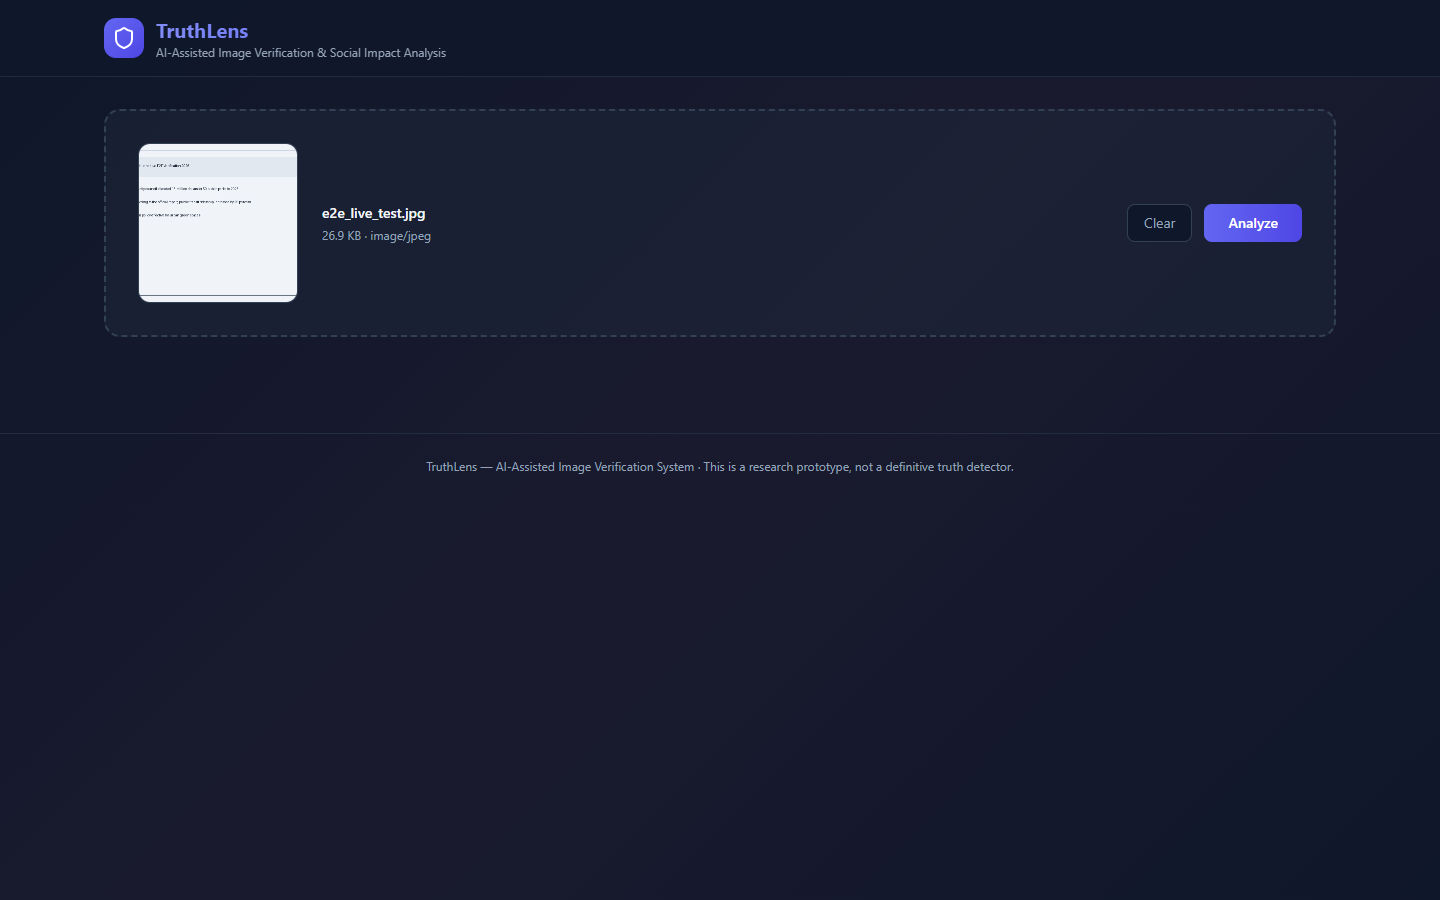 TruthLens
AI-Assisted Image Verification & Social Impact Analysis
e2e_live_test.jpg
26.9 KB · image/jpeg
Clear
Analyze
TruthLens — AI-Assisted Image Verification System · This is a research prototype, not a definitive truth detector.